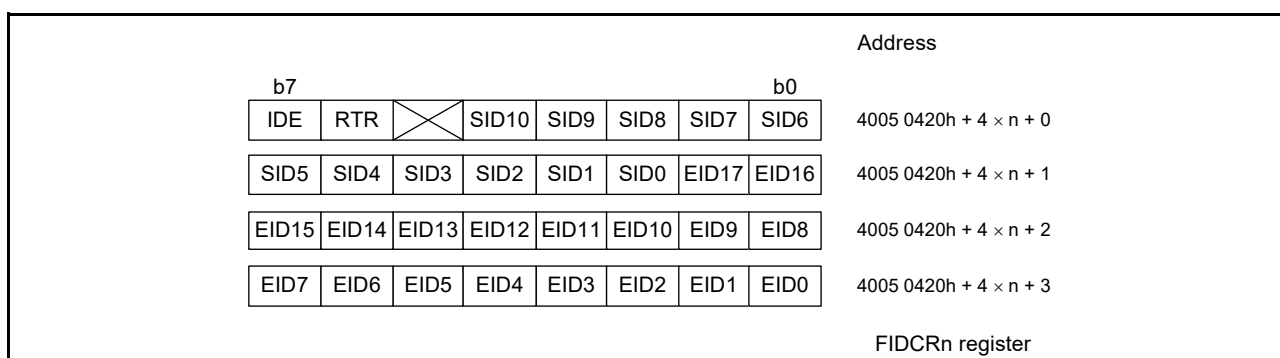 Address
b7 b0
IDE RTR SID10 SID9 SID8 SID7 SID6 4005 0420h + 4 × n + 0
SID5 SID4 SID3 SID2 SID1 SID0 EID17 EID16 4005 0420h + 4 × n + 1
EID15 EID14 EID13 EID12 EID11 EID10 EID9 EID8 4005 0420h + 4 × n + 2
EID7 EID6 EID5 EID4 EID3 EID2 EID1 EID0 4005 0420h + 4 × n + 3
FIDCRn register